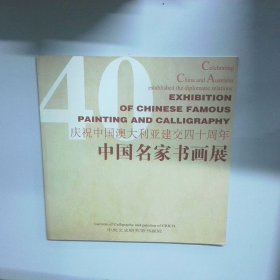 40
Celebrating
China and Australia
established the diplomatic relations
EXHIBITION
OF CHINESE FAMOUS
PAINTING AND CALLIGRAPHY
庆祝中国澳大利亚建交四十周年
中国名家书画展